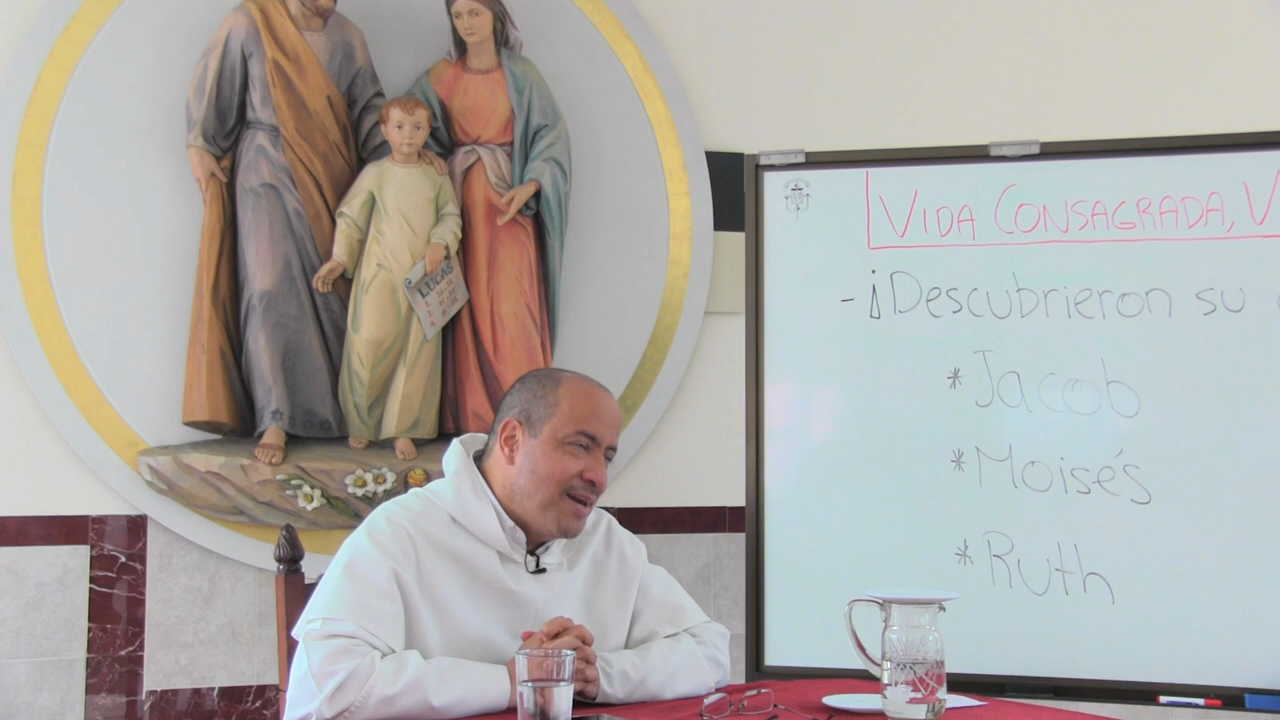 LUCAS
VIDA CONSAGRADA, V
- ¡Descubrieron su
* Jacob
* Moisés
* Ruth